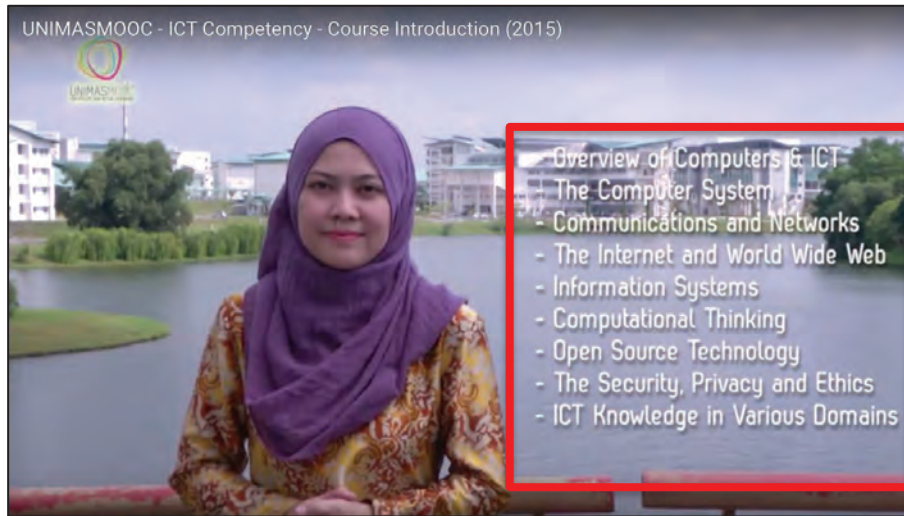 UNIMASMOOC - ICT Competency - Course Introduction (2015)
UNIMAS
- Overview of Computers & ICT
- The Computer System
- Communications and Networks
- The Internet and World Wide Web
- Information Systems
- Computational Thinking
- Open Source Technology
- The Security, Privacy and Ethics
- ICT Knowledge in Various Domains